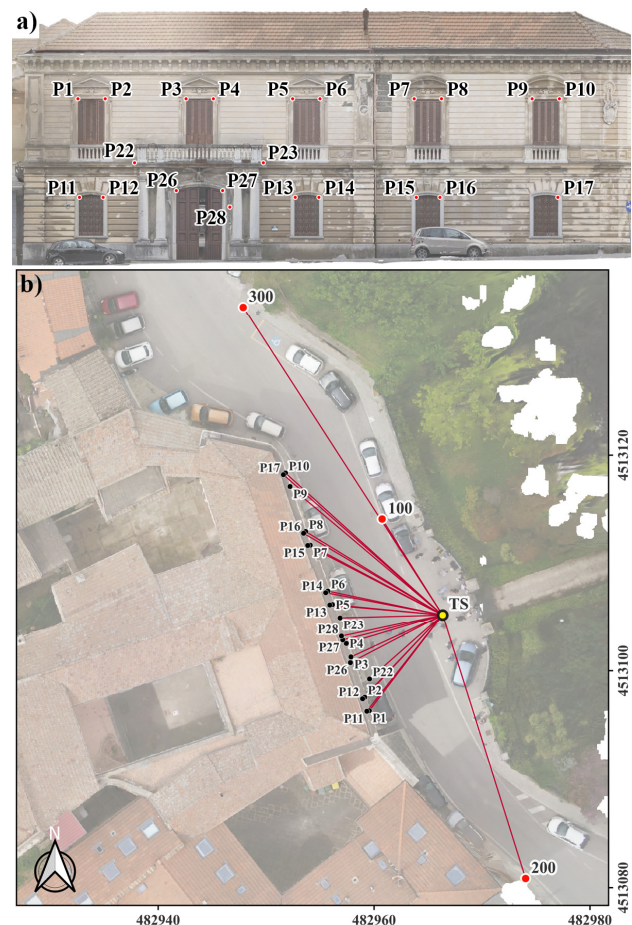 a)
P1 P2 P3 P4 P5 P6 P7 P8 P9 P10
P22 P23
P26 P27
P11 P12 P13 P14 P15 P16 P17
P28
b)
300
4513120
P17 P10
P9
100
P16 P8
P15 P7
P14 P6
TS
P13 P5
P23
P28
P27 P4
4513100
P3
P26 P22
P2
P12
P11 P1
N
200
4513080
482940 482960 482980